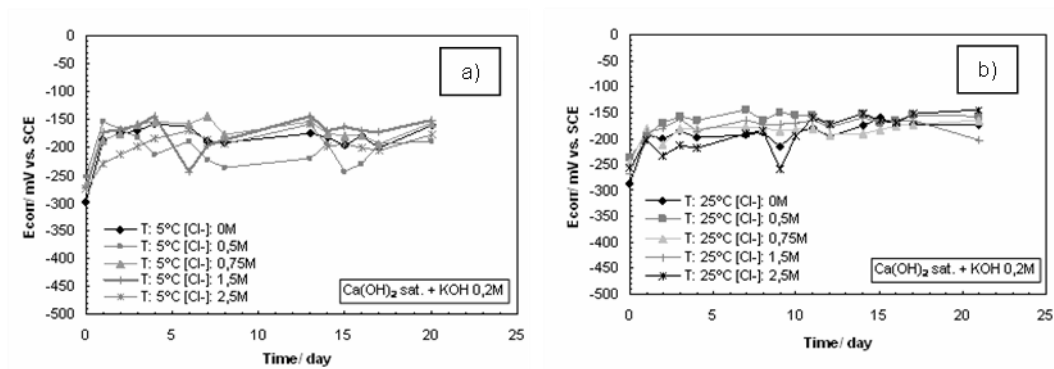 a)
-0
-50
-100
-150
-200
-250
-300
-350
-400
-450
-500
Ecorr/ mV vs. SCE
T: 5ºC [Cl-]: 0M
T: 5ºC [Cl-]: 0,5M
T: 5ºC [Cl-]: 0,75M
T: 5ºC [Cl-]: 1,5M
T: 5ºC [Cl-]: 2,5M
Ca(OH)₂ sat. + KOH 0,2M
0 5 10 15 20 25
Time/ day
b)
0
-50
-100
-150
-200
-250
-300
-350
-400
-450
-500
Ecorr/ mV vs. SCE
T: 25ºC [Cl-]: 0M
T: 25ºC [Cl-]: 0,5M
T: 25ºC [Cl-]: 0,75M
T: 25ºC [Cl-]: 1,5M
T: 25ºC [Cl-]: 2,5M
Ca(OH)₂ sat. + KOH 0,2M
0 5 10 15 20 25
Time/ day